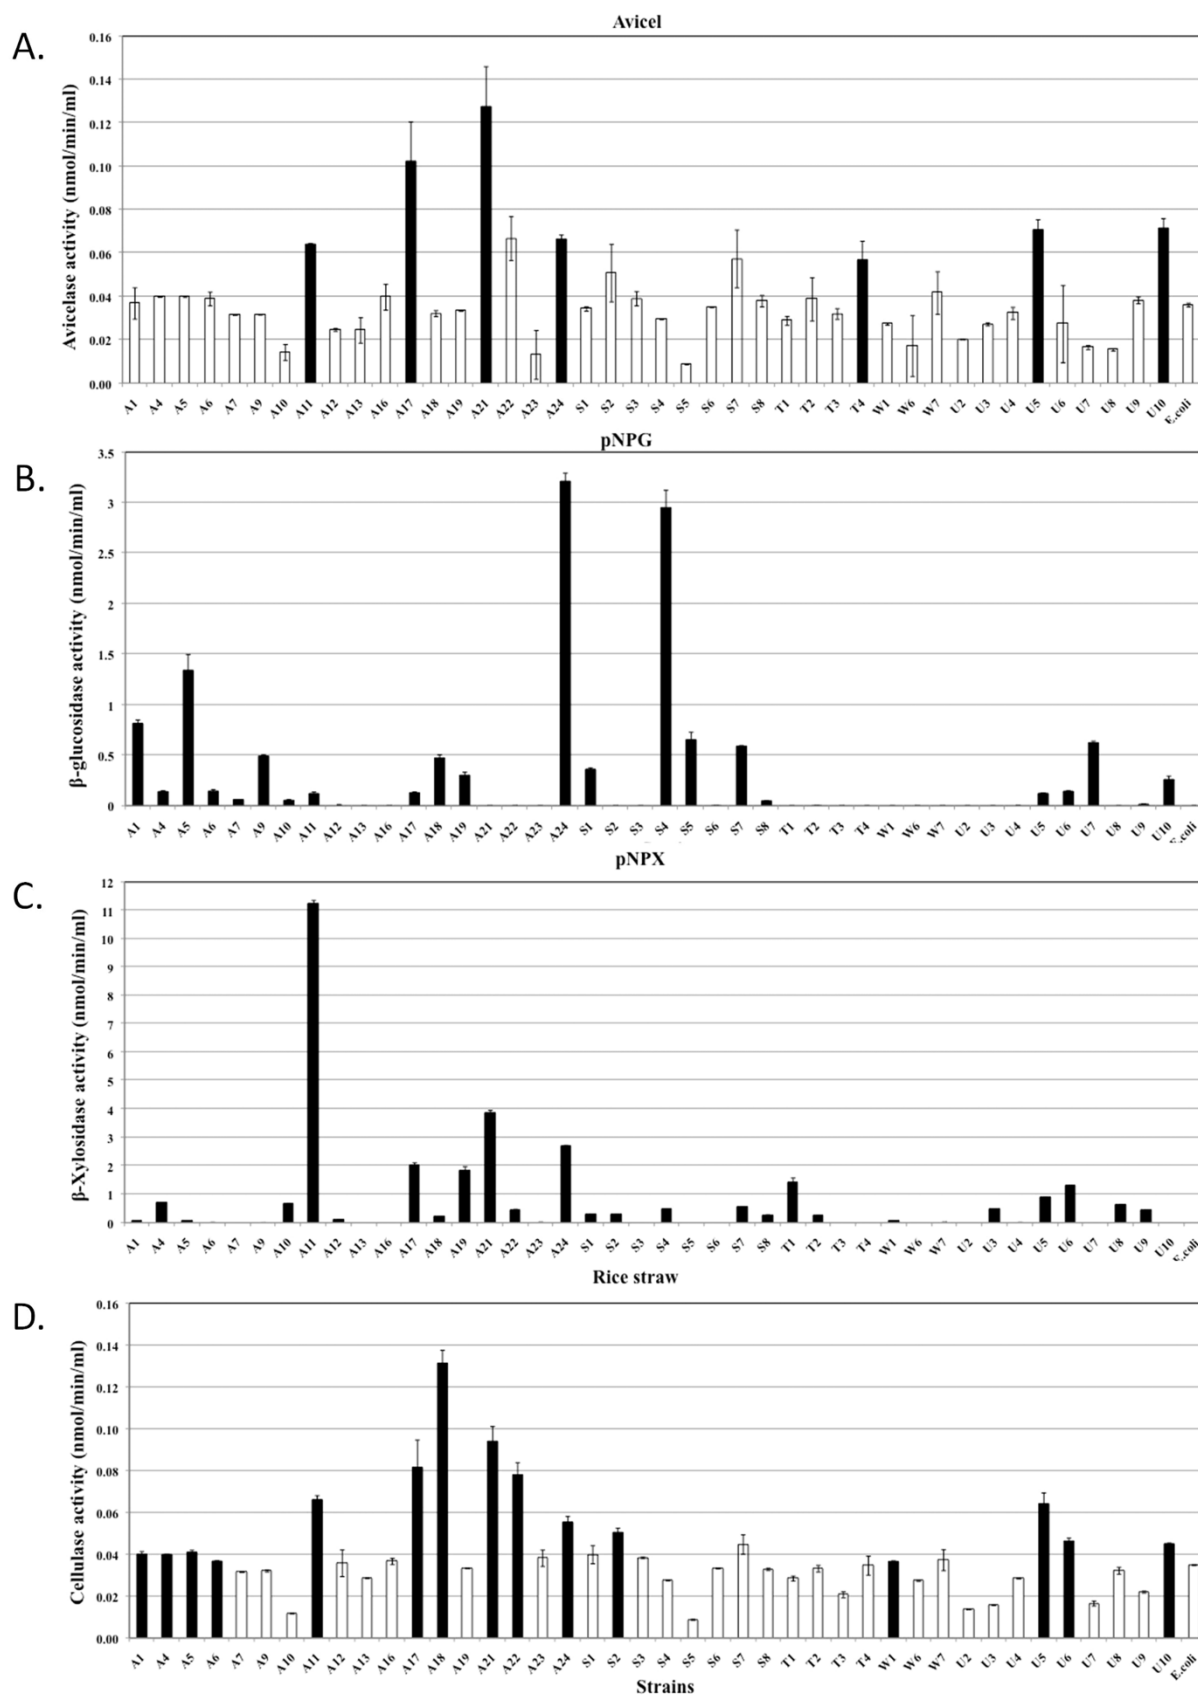 A.
Avicel
Avicelase activity (nmol/min/ml)
0.16
0.14
0.12
0.10
0.08
0.06
0.04
0.02
0.00
A1 A4 A5 A6 A7 A9 A10 A11 A12 A13 A16 A17 A18 A19 A21 A22 A23 A24 S1 S2 S3 S4 S5 S6 S7 S8 T1 T2 T3 T4 W1 W6 W7 U2 U3 U4 U5 U6 U7 U8 U9 U10 E.coli
B.
pNPG
β-glucosidase activity (nmol/min/ml)
3.5
3
2.5
2
1.5
1
0.5
0
A1 A4 A5 A6 A7 A9 A10 A11 A12 A13 A16 A17 A18 A19 A21 A22 A23 A24 S1 S2 S3 S4 S5 S6 S7 S8 T1 T2 T3 T4 W1 W6 W7 U2 U3 U4 U5 U6 U7 U8 U9 U10 E.coli
C.
pNPX
β-Xylosidase activity (nmol/min/ml)
12
11
10
9
8
7
6
5
4
3
2
1
0
A1 A4 A5 A6 A7 A9 A10 A11 A12 A13 A16 A17 A18 A19 A21 A22 A23 A24 S1 S2 S3 S4 S5 S6 S7 S8 T1 T2 T3 T4 W1 W6 W7 U2 U3 U4 U5 U6 U7 U8 U9 U10 E.coli
D.
Rice straw
Cellulase activity (nmol/min/ml)
0.16
0.14
0.12
0.10
0.08
0.06
0.04
0.02
0.00
A1 A4 A5 A6 A7 A9 A10 A11 A12 A13 A16 A17 A18 A19 A21 A22 A23 A24 S1 S2 S3 S4 S5 S6 S7 S8 T1 T2 T3 T4 W1 W6 W7 U2 U3 U4 U5 U6 U7 U8 U9 U10 E.coli
Strains